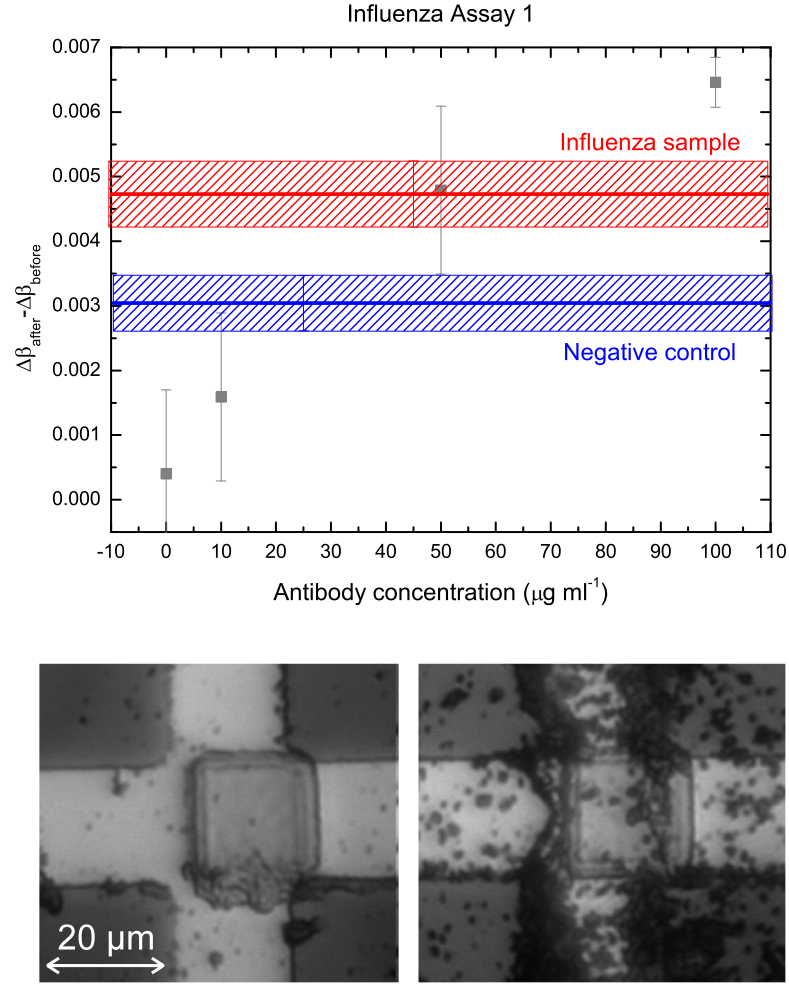 Influenza Assay 1
0.007
0.006
0.005
0.004
0.003
0.002
0.001
0.000
Δβafter-Δβbefore
Influenza sample
Negative control
-10 0 10 20 30 40 50 60 70 80 90 100 110
Antibody concentration (μg ml-1)
20 μm